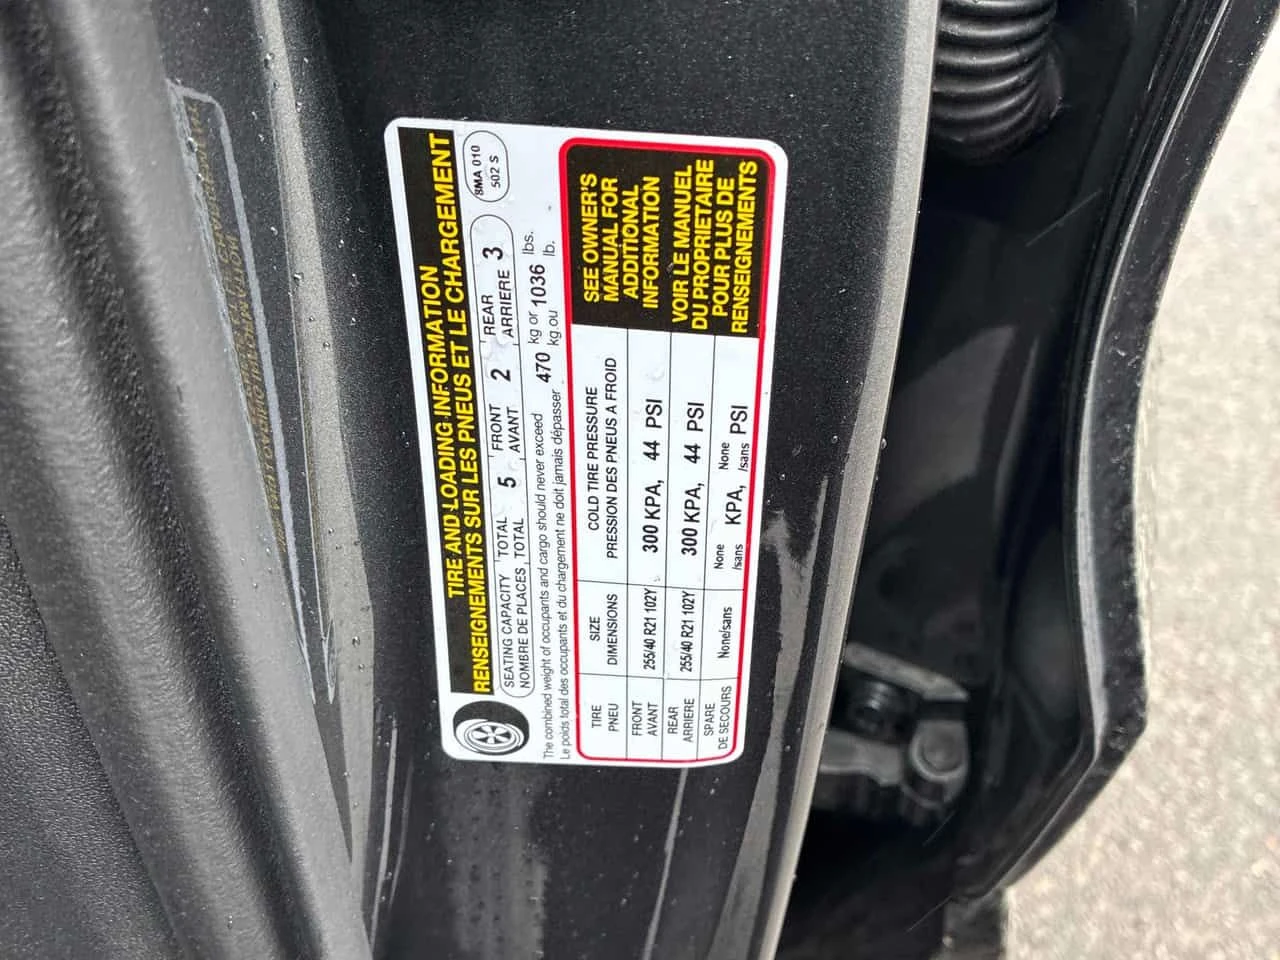 TIRE AND LOADING INFORMATION
RENSEIGNEMENTS SUR LES PNEUS ET LE CHARGEMENT
SEATING CAPACITY TOTAL 5 FRONT 2 REAR 3
NOMBRE DE PLACES TOTAL AVANT ARRIERE
8MA 010
502 S
The combined weight of occupants and cargo should never exceed 470 kg or 1036 lbs.
Le poids total des occupants et du chargement ne doit jamais dépasser kg.ou lb.
TIRE SIZE COLD TIRE PRESSURE
PNEU DIMENSIONS PRESSION DES PNEUS A FROID
FRONT
AVANT 255/40 R21 102Y 300 KPA, 44 PSI
REAR
ARRIERE 255/40 R21 102Y 300 KPA, 44 PSI
SPARE None None
DE SECOURS None/sans /sans KPA, /sans PSI
SEE OWNER'S
MANUAL FOR
ADDITIONAL
INFORMATION
VOIR LE MANUEL
DU PROPRIETAIRE
POUR PLUS DE
RENSEIGNEMENTS